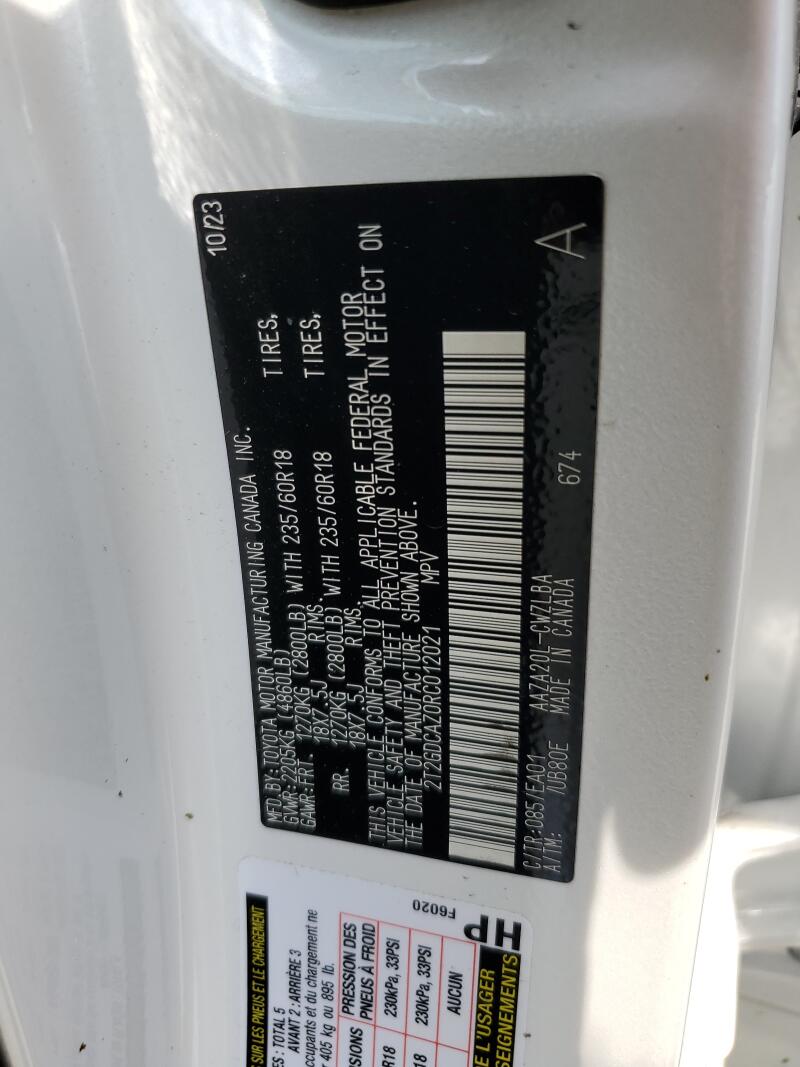 MFD. BY: TOYOTA MOTOR MANUFACTURING CANADA INC. 10/23
GVWR: 2205KG (4860LB)
GAWR: FRT. 1270KG (2800LB) WITH 235/60R18 TIRES,
18X7.5J RIMS.
RR. 1270KG (2800LB) WITH 235/60R18 TIRES,
18X7.5J RIMS.
THIS VEHICLE CONFORMS TO ALL APPLICABLE FEDERAL MOTOR
VEHICLE SAFETY AND THEFT PREVENTION STANDARDS IN EFFECT ON
THE DATE OF MANUFACTURE SHOWN ABOVE.
2T2GDCAZ0RC012021 MPV
C/TR: 085/EA01 AAZA20L-CWZLBA A
A/TM: /UB80E MADE IN CANADA 674
SUR LES PNEUS ET LE CHARGEMENT
: TOTAL 5
AVANT 2 : ARRIÈRE 3
occupants et du chargement ne
405 kg ou 895 lb.
PRESSION DES
PNEUS À FROID
R18 230kPa, 33PSI
18 230kPa, 33PSI
AUCUN
L'USAGER
F6020